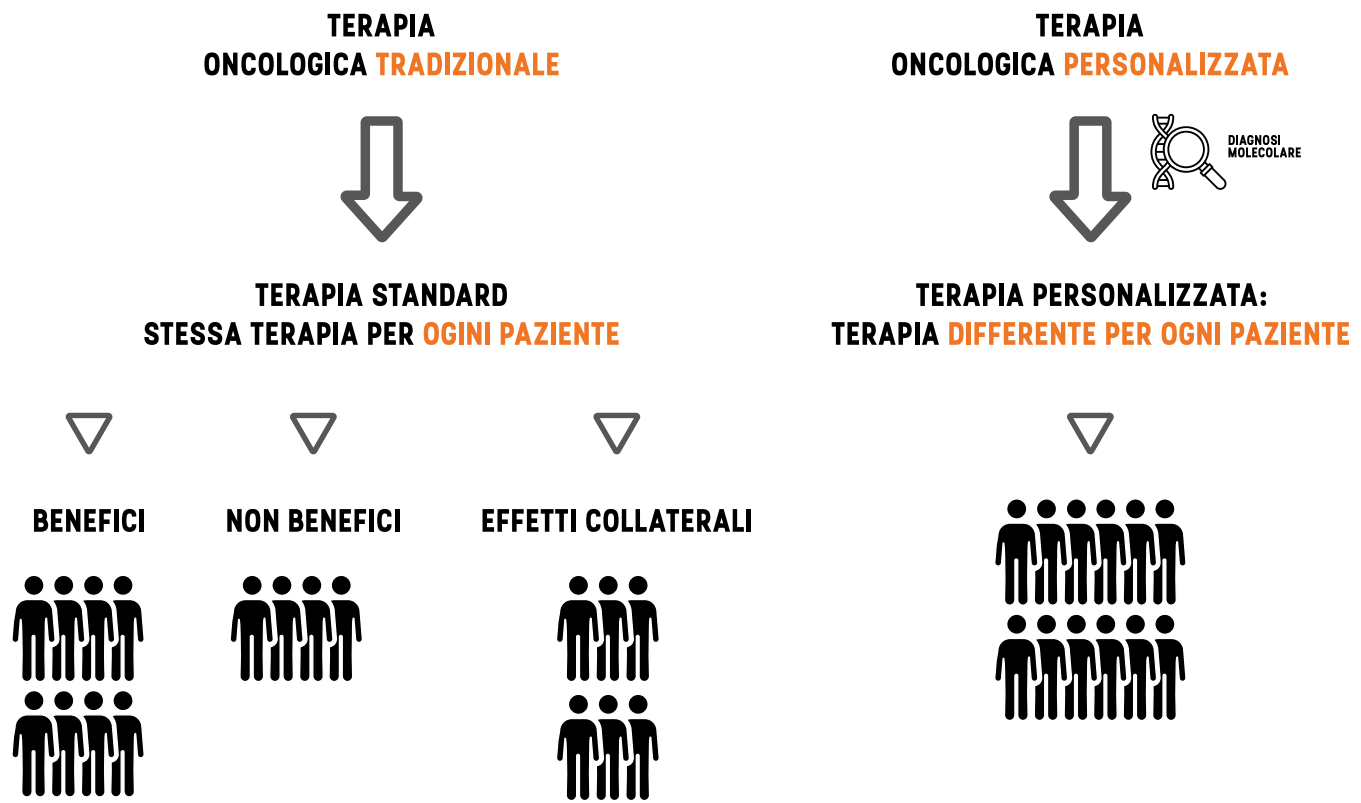 TERAPIA
ONCOLOGICA TRADIZIONALE
TERAPIA STANDARD
STESSA TERAPIA PER OGINI PAZIENTE
BENEFICI
NON BENEFICI
EFFETTI COLLATERALI
TERAPIA
ONCOLOGICA PERSONALIZZATA
DIAGNOSI
MOLECOLARE
TERAPIA PERSONALIZZATA:
TERAPIA DIFFERENTE PER OGNI PAZIENTE